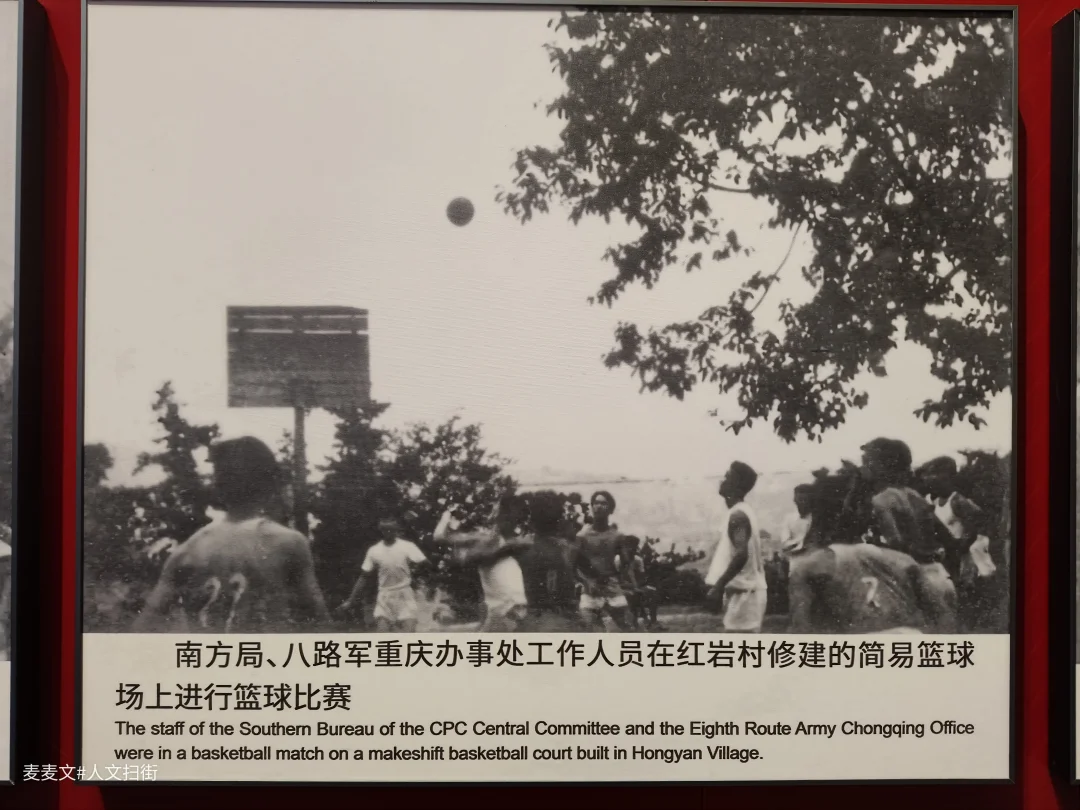 南方局、八路军重庆办事处工作人员在红岩村修建的简易篮球
场上进行篮球比赛
The staff of the Southern Bureau of the CPC Central Committee and the Eighth Route Army Chongqing Office
were in a basketball match on a makeshift basketball court built in Hongyan Village.
麦麦文#人文扫街